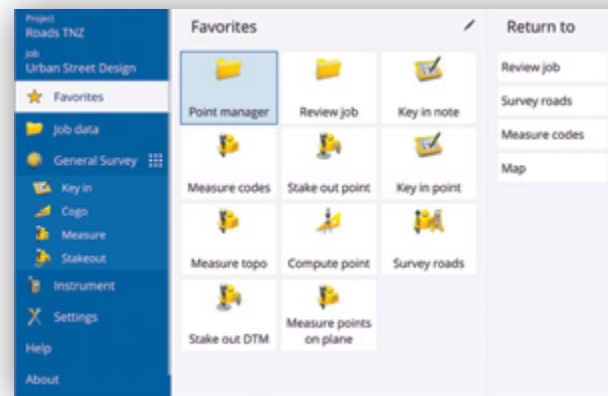 Project
Roads TNZ
Job
Urban Street Design
Favorites
Job data
General Survey
Key in
Cogo
Measure
Stakeout
Instrument
Settings
Help
About
Favorites
Point manager
Review job
Key in note
Measure codes
Stake out point
Key in point
Measure topo
Compute point
Survey roads
Stake out DTM
Measure points
on plane
Return to
Review job
Survey roads
Measure codes
Map